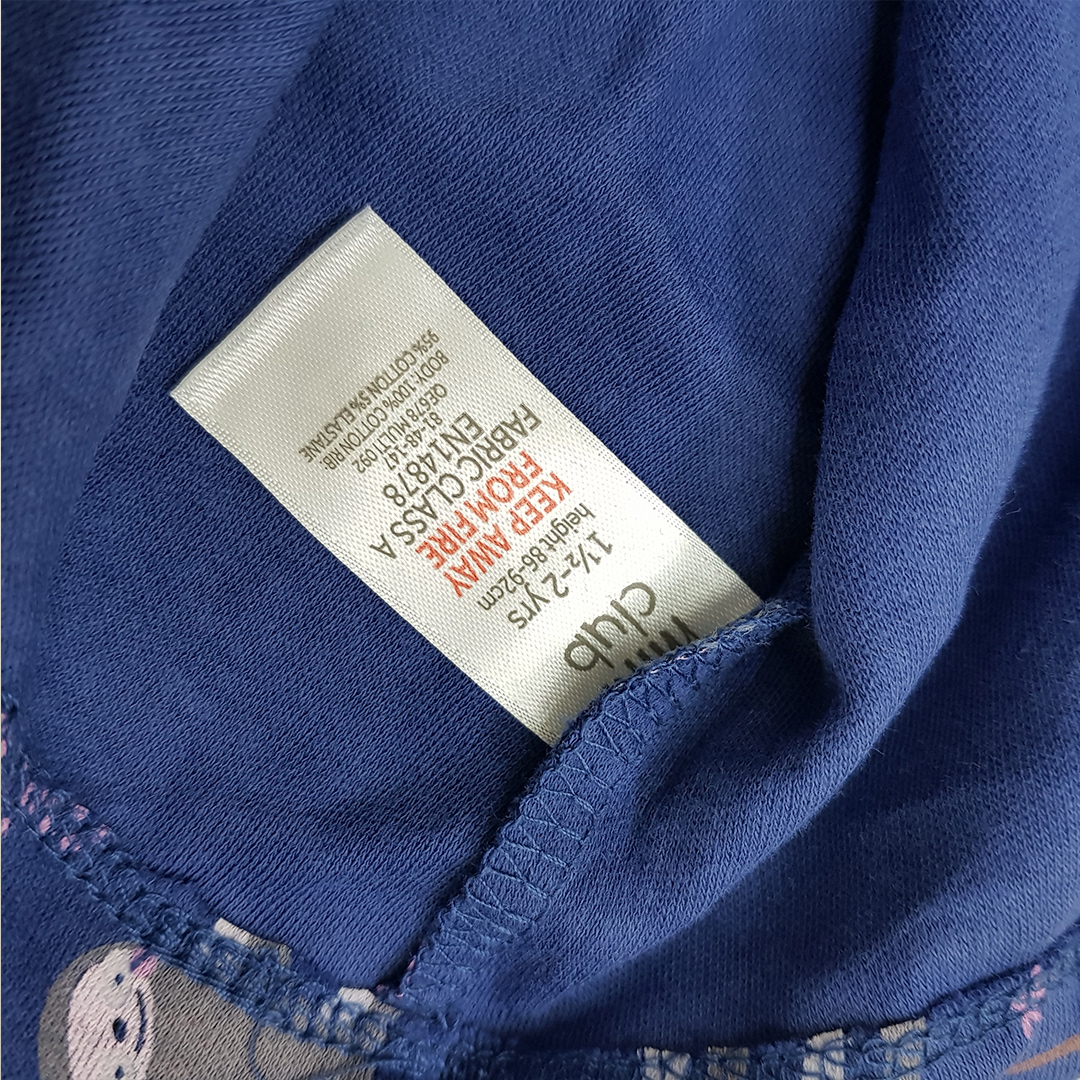 club
1½-2 yrs
height 86-92cm
KEEP AWAY
FROM FIRE
FABRIC CLASS A
EN14878
81-48-147
QE678 MULTI 092
BODY: 100% COTTON RIB:
95% COTTON 5% ELASTANE